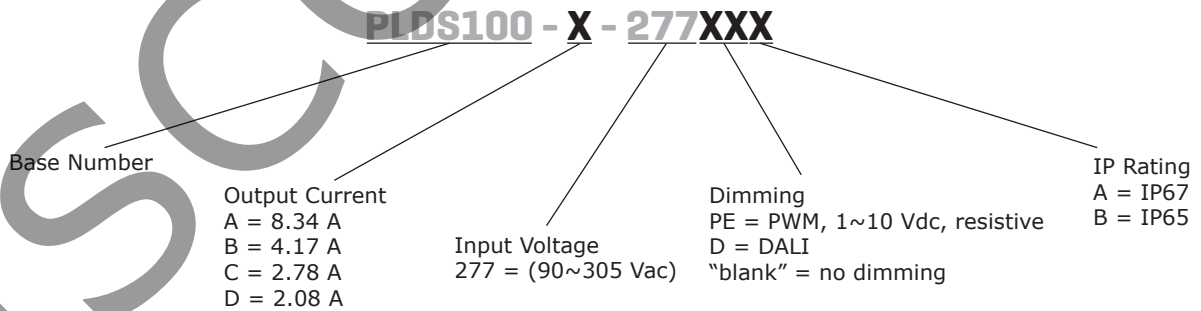 PLDS100 - X - 277XXX
Base Number
Output Current
A = 8.34 A
B = 4.17 A
C = 2.78 A
D = 2.08 A
Input Voltage
277 = (90~305 Vac)
Dimming
PE = PWM, 1~10 Vdc, resistive
D = DALI
“blank” = no dimming
IP Rating
A = IP67
B = IP65